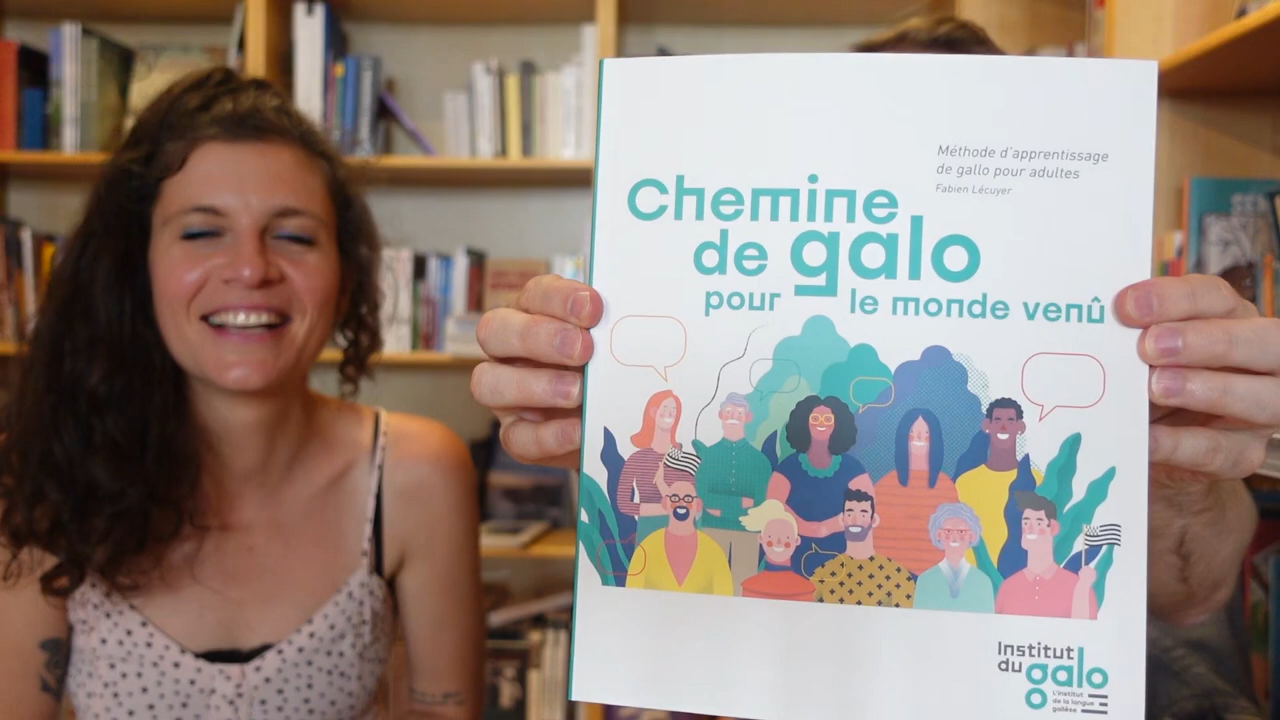 Méthode d'apprentissage
de gallo pour adultes
Fabien Lécuyer
Chemine
de galo
pour le monde venû
Institut
du galo
L'institut
de la langue
gallèse